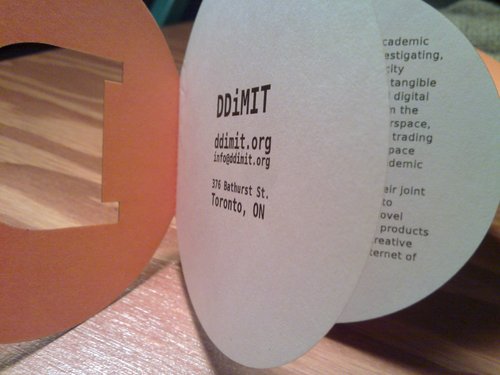 DDiMIT
ddimit.org
info@ddimit.org
376 Bathurst St.
Toronto, ON
cademic
estigating,
city
tangible
digital
m the
rspace,
trading
pace
demic
eir joint
to
ovel
products
reative
ternet of